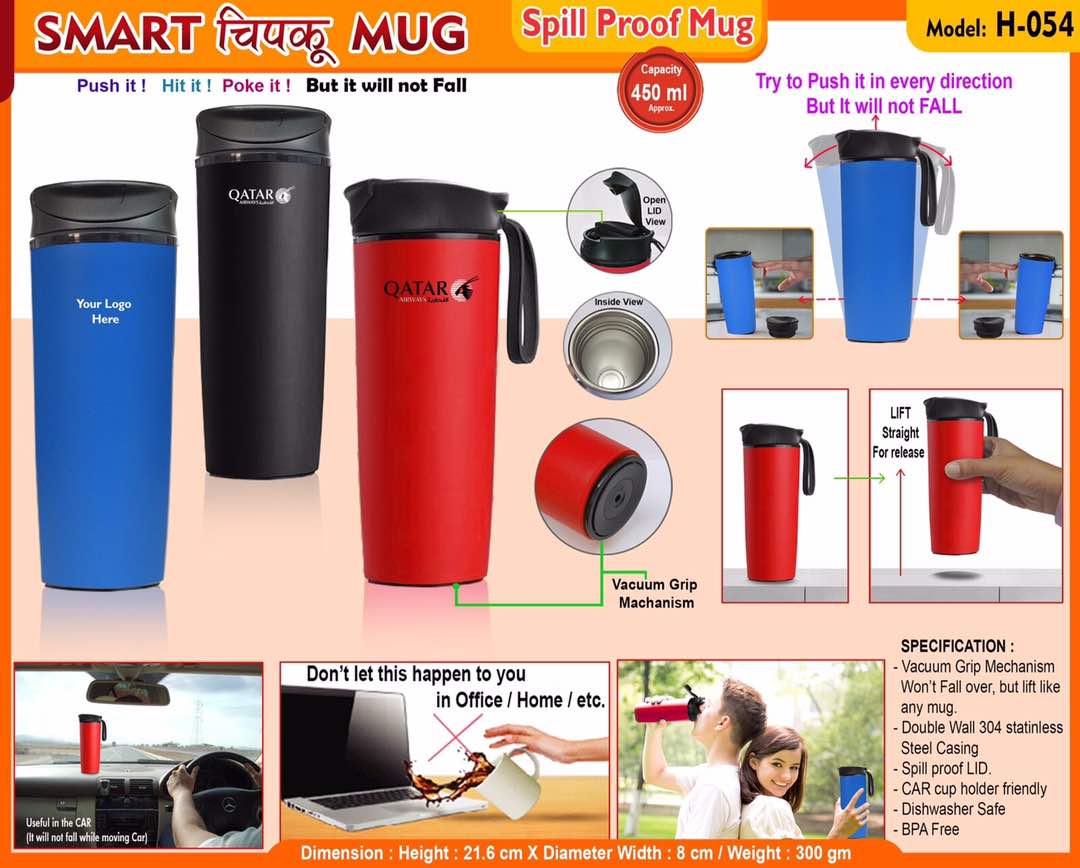 SMART चिपकू MUG
Spill Proof Mug
Model: H-054
Push it ! Hit it ! Poke it ! But it will not Fall
Capacity
450 ml
Approx.
Try to Push it in every direction
But It will not FALL
QATAR
AIRWAYS القطرية
Open
LID
View
QATAR
AIRWAYS القطرية
Your Logo
Here
Inside View
LIFT
Straight
For release
Vacuum Grip
Machanism
SPECIFICATION :
- Vacuum Grip Mechanism
Won't Fall over, but lift like
any mug.
- Double Wall 304 statinless
Steel Casing
- Spill proof LID.
- CAR cup holder friendly
- Dishwasher Safe
- BPA Free
Don't let this happen to you
in Office / Home / etc.
Useful in the CAR
(It will not fall while moving Car)
Dimension : Height : 21.6 cm X Diameter Width : 8 cm / Weight : 300 gm